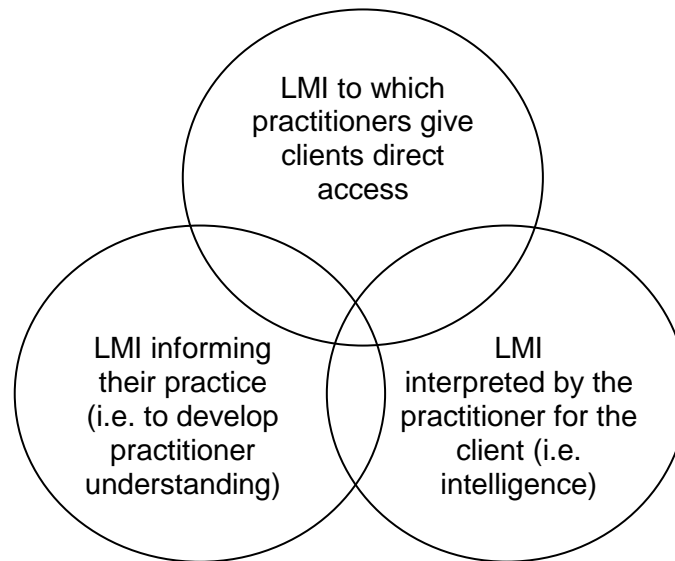 LMI to which
practitioners give
clients direct
access
LMI informing
their practice
(i.e. to develop
practitioner
understanding)
LMI
interpreted by the
practitioner for the
client (i.e.
intelligence)